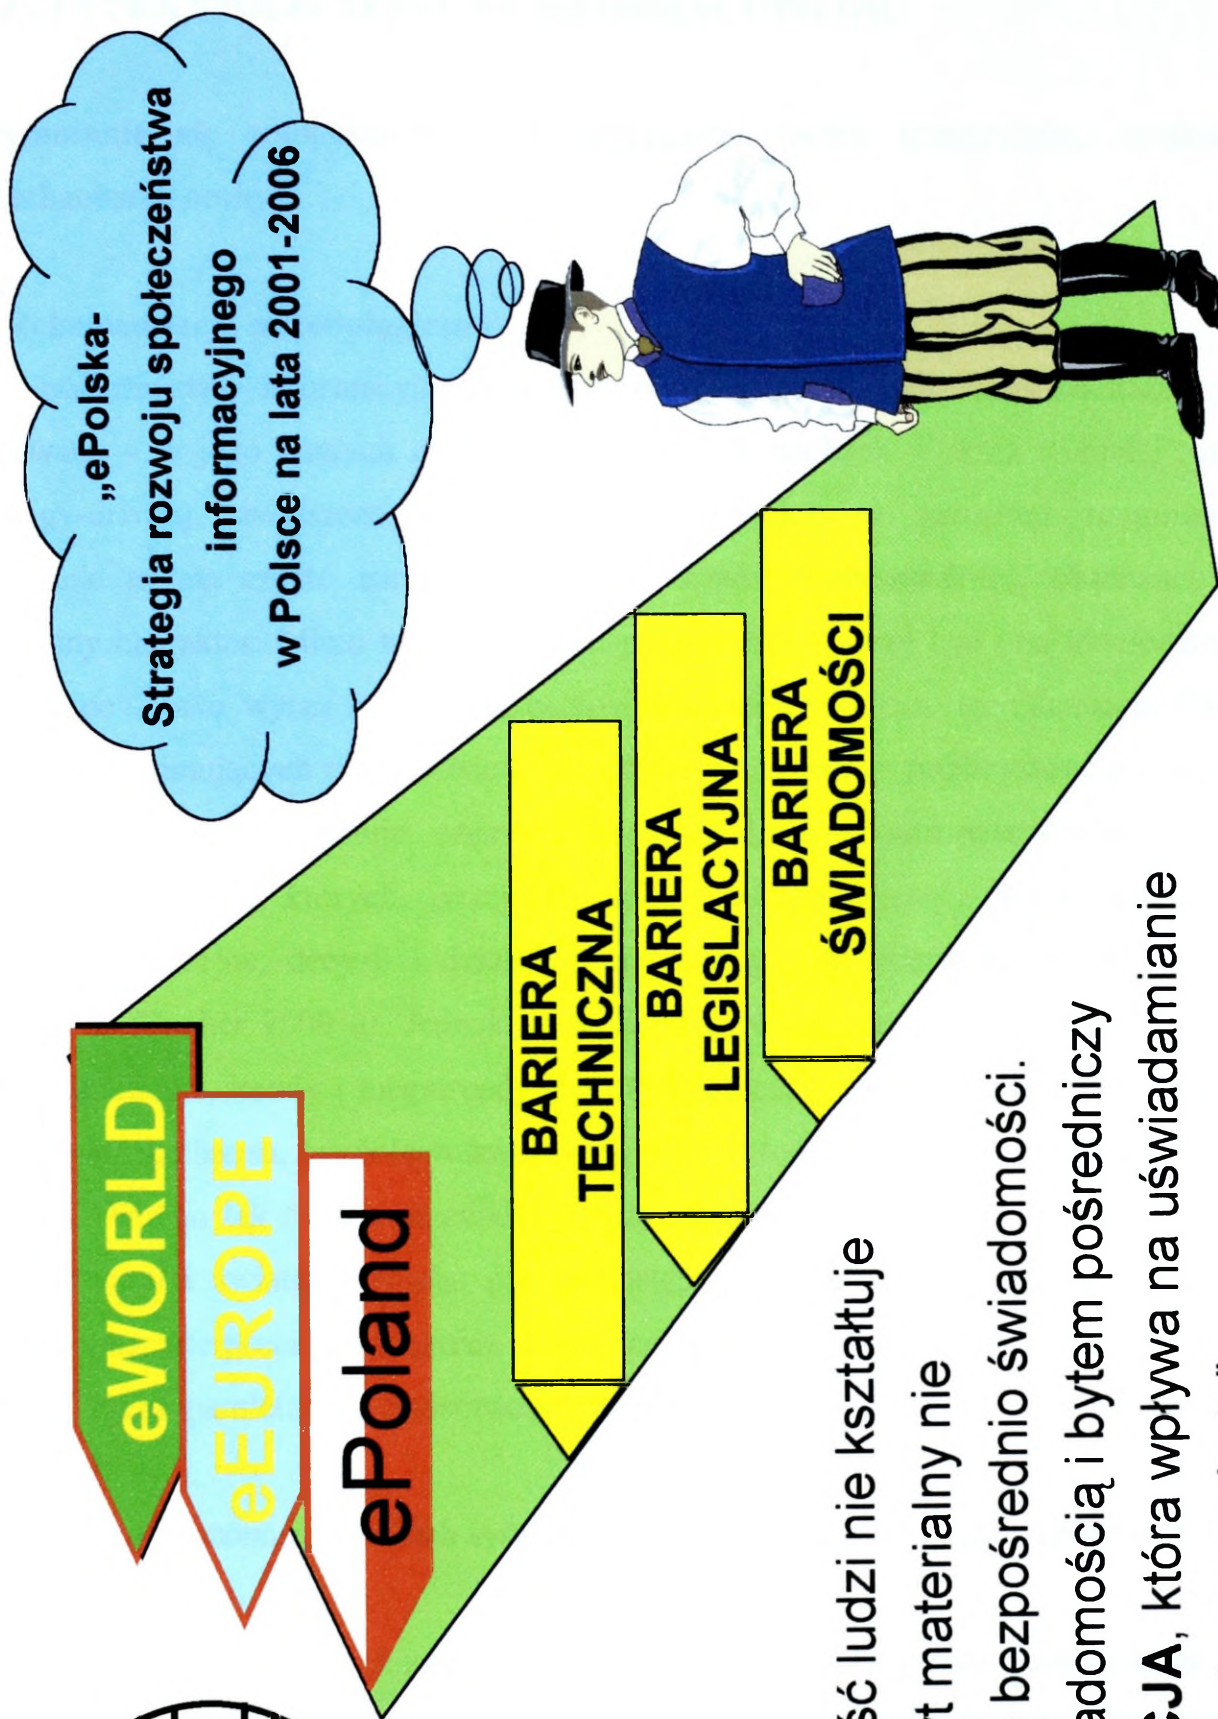 eWORLD
eEUROPE
ePoland
„ePolska-
Strategia rozwoju społeczeństwa
informacyjnego
w Polsce na lata 2001-2006
BARIERA
TECHNICZNA
BARIERA
LEGISLACYJNA
BARIERA
ŚWIADOMOŚCI
ść ludzi nie kształtuje
materialny nie
bezpośrednio świadomości.
adomością i bytem pośredniczy
CJA, która wpływa na uświadamianie